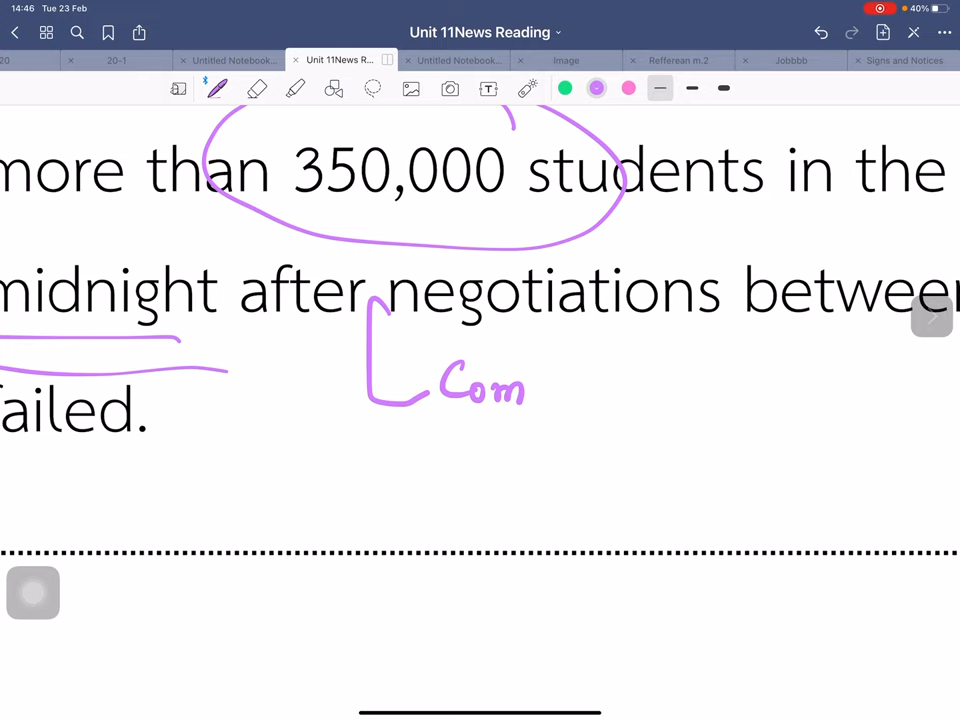 14:46 Tue 23 Feb 40%
Unit 11News Reading
20 20-1 Untitled Notebook... Unit 11News R... Untitled Notebook... Image Refferean m.2 Jobbbb Signs and Notices
more than 350,000 students in the
midnight after negotiations between
Com
failed.